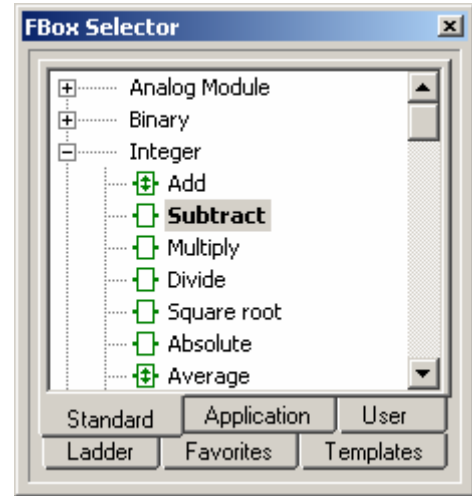 FBox Selector
Analog Module
Binary
Integer
Add
Subtract
Multiply
Divide
Square root
Absolute
Average
Standard Application User
Ladder Favorites Templates